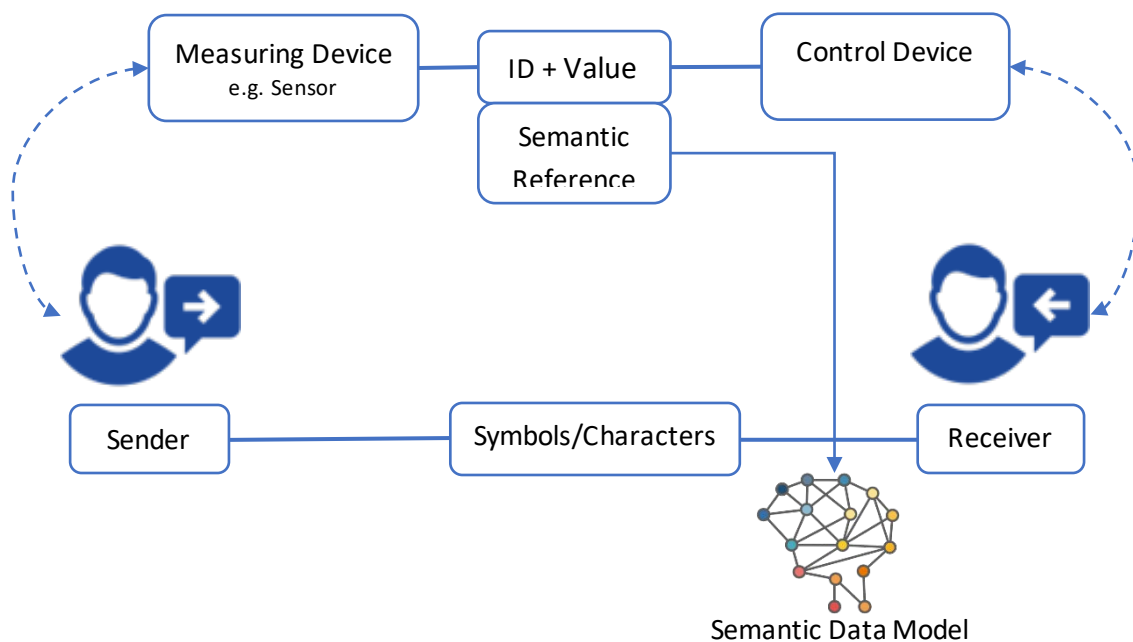 Measuring Device
e.g. Sensor
ID + Value
Control Device
Semantic
Reference
Sender
Symbols/Characters
Receiver
Semantic Data Model